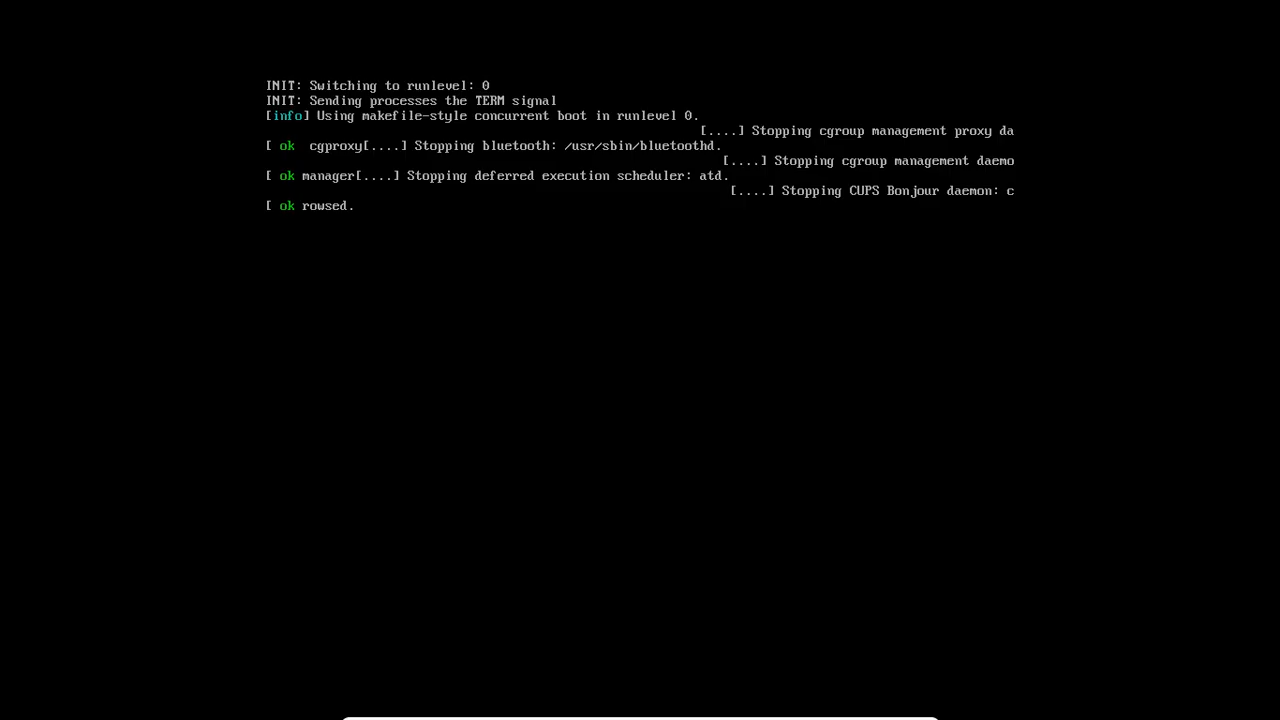 INIT: Switching to runlevel: 0
INIT: Sending processes the TERM signal
[info] Using makefile-style concurrent boot in runlevel 0.
[....] Stopping cgroup management proxy da
[ ok  cgproxy[....] Stopping bluetooth: /usr/sbin/bluetoothd.
[....] Stopping cgroup management daemo
[ ok manager[....] Stopping deferred execution scheduler: atd.
[....] Stopping CUPS Bonjour daemon: c
[ ok rowsed.